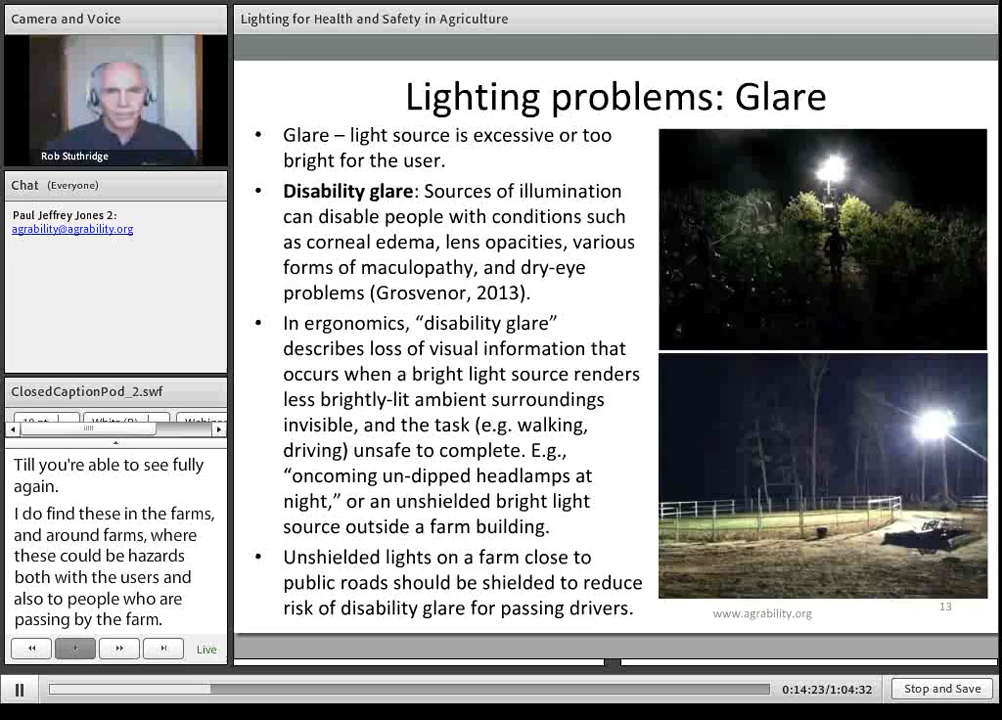 Camera and Voice
Rob Stuthridge
Chat (Everyone)
Paul Jeffrey Jones 2:
agrability@agrability.org
ClosedCaptionPod_2.swf
Till you're able to see fully
again.
I do find these in the farms,
and around farms, where
these could be hazards
both with the users and
also to people who are
passing by the farm.
Live
Lighting for Health and Safety in Agriculture
Lighting problems: Glare
• Glare – light source is excessive or too
bright for the user.
• Disability glare: Sources of illumination
can disable people with conditions such
as corneal edema, lens opacities, various
forms of maculopathy, and dry-eye
problems (Grosvenor, 2013).
• In ergonomics, “disability glare”
describes loss of visual information that
occurs when a bright light source renders
less brightly-lit ambient surroundings
invisible, and the task (e.g. walking,
driving) unsafe to complete. E.g.,
“oncoming un-dipped headlamps at
night,” or an unshielded bright light
source outside a farm building.
• Unshielded lights on a farm close to
public roads should be shielded to reduce
risk of disability glare for passing drivers.
www.agrability.org
13
0:14:23/1:04:32
Stop and Save